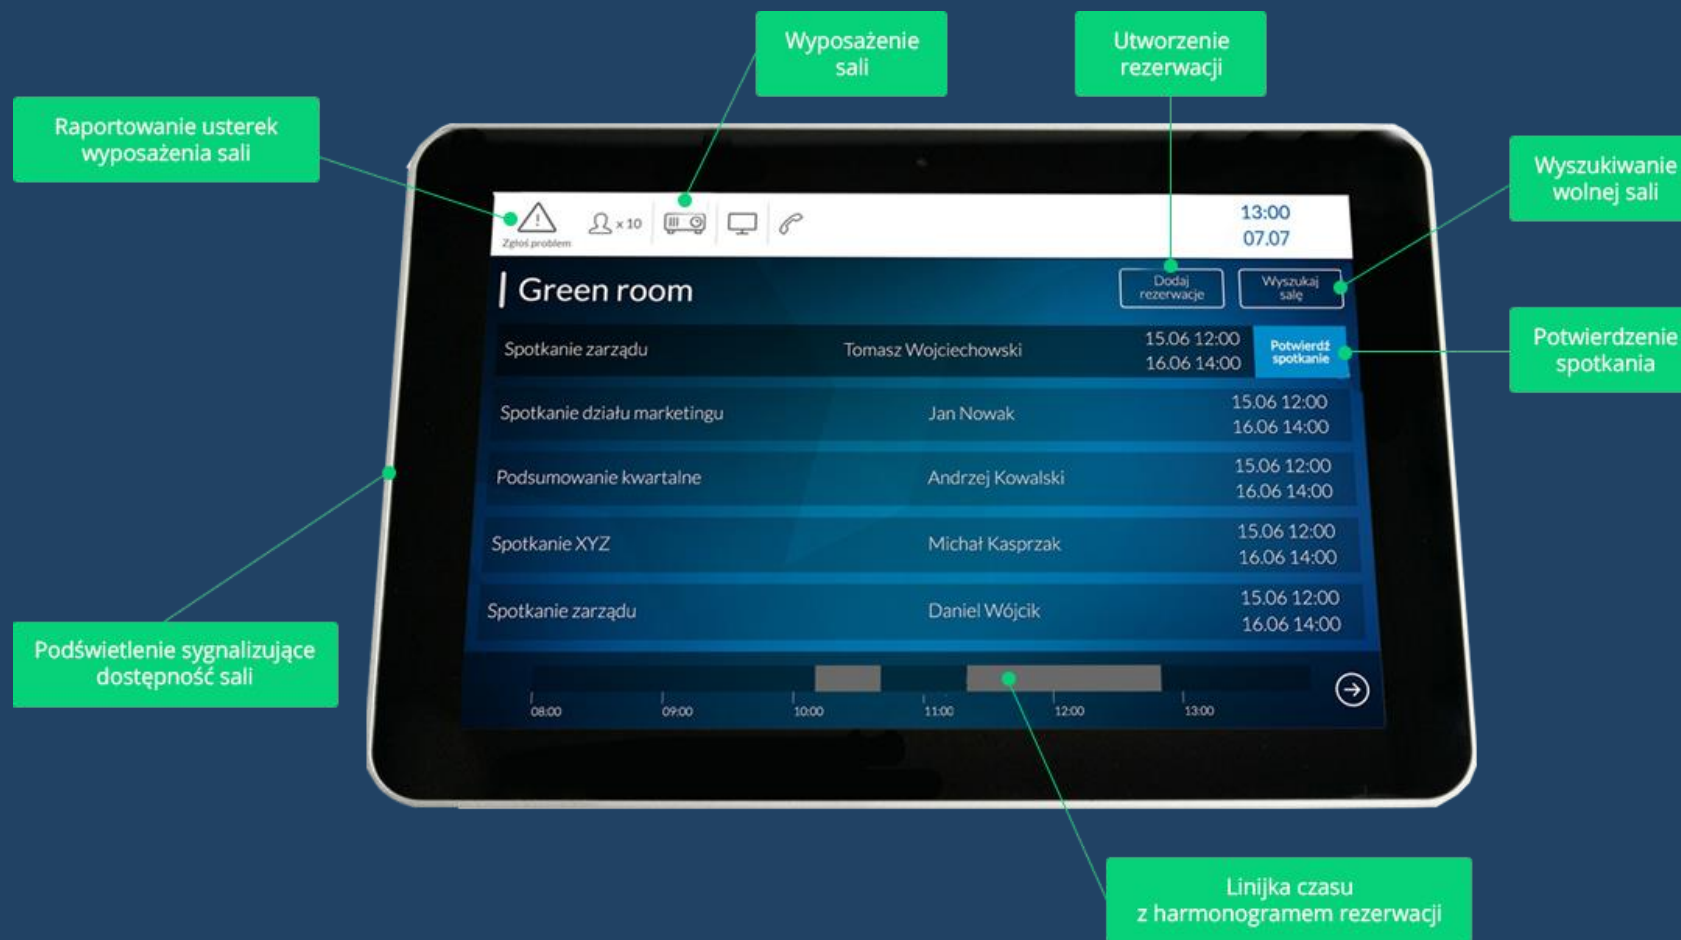 Wyposażenie
sali
Utworzenie
rezerwacji
Raportowanie usterek
wyposażenia sali
Wyszukiwanie
wolnej sali
Zgłoś problem
x 10
13:00
07.07
Green room
Dodaj
rezerwacje
Wyszukaj
salę
Spotkanie zarządu
Tomasz Wojciechowski
15.06 12:00
16.06 14:00
Potwierdź
spotkanie
Potwierdzenie
spotkania
Spotkanie działu marketingu
Jan Nowak
15.06 12:00
16.06 14:00
Podsumowanie kwartalne
Andrzej Kowalski
15.06 12:00
16.06 14:00
Spotkanie XYZ
Michał Kasprzak
15.06 12:00
16.06 14:00
Spotkanie zarządu
Daniel Wójcik
15.06 12:00
16.06 14:00
Podświetlenie sygnalizujące
dostępność sali
08:00 09:00 10:00 11:00 12:00 13:00
Linijka czasu
z harmonogramem rezerwacji